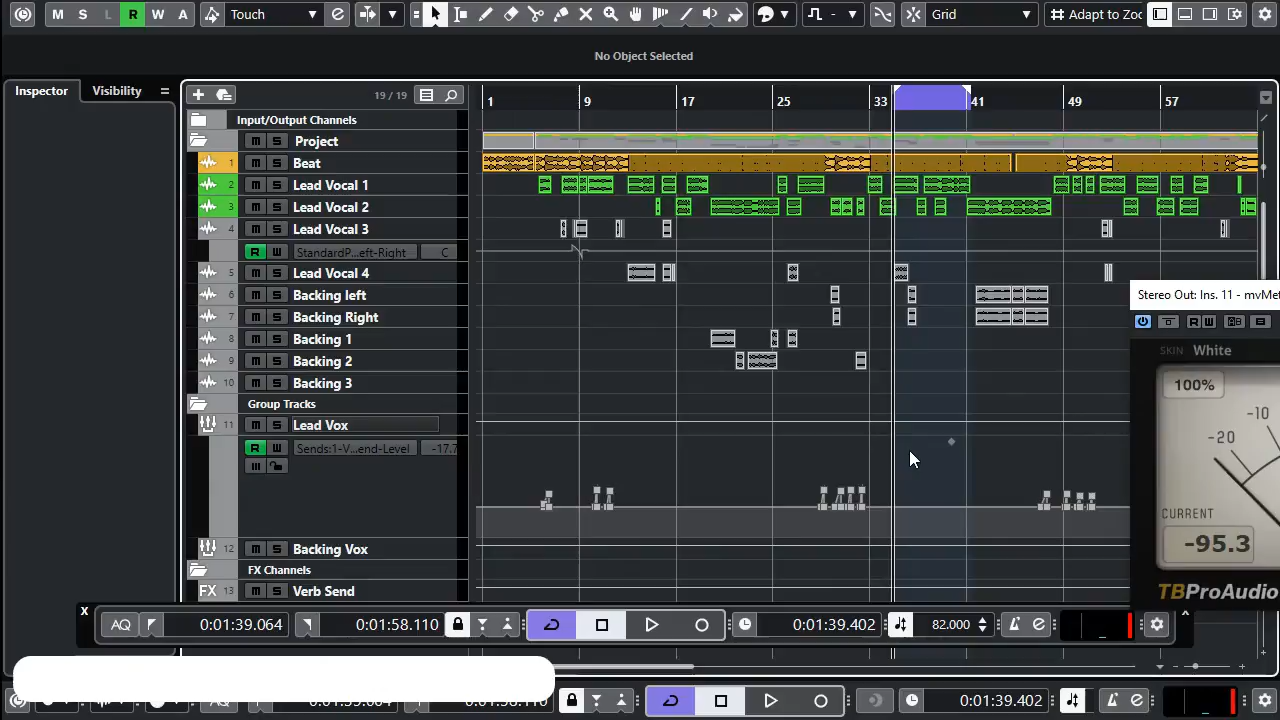 M S L R W A Touch Grid Adapt to Zoo
No Object Selected
Inspector Visibility
19 / 19
1 9 17 25 33 41 49 57
Input/Output Channels
m S Project
1 m S Beat
2 m S Lead Vocal 1
3 m S Lead Vocal 2
4 m S Lead Vocal 3
R W StandardP...eft-Right C
5 m S Lead Vocal 4
6 m S Backing left
7 m S Backing Right
8 m S Backing 1
9 m S Backing 2
10 m S Backing 3
Group Tracks
11 m S Lead Vox
R W Sends:1-V...end-Level -17.7
m
12 m S Backing Vox
FX Channels
FX 13 m S Verb Send
Stereo Out: Ins. 11 - mvMet
R W
SKIN White
100%
-10
-20
CURRENT
-95.3
TBProAudio
X AQ 0:01:39.064 0:01:58.110 0:01:39.402 82.000
0:01:39.402